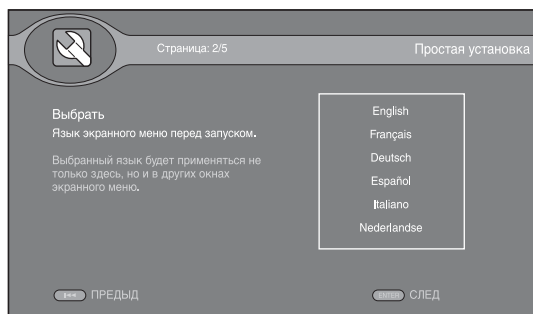 Страница: 2/5
Простая установка
Выбрать
Язык экранного меню перед запуском.
Выбранный язык будет применяться не
только здесь, но и в других окнах
экранного меню.
English
Français
Deutsch
Español
Italiano
Nederlandse
ПРЕДЫД
ENTER СЛЕД